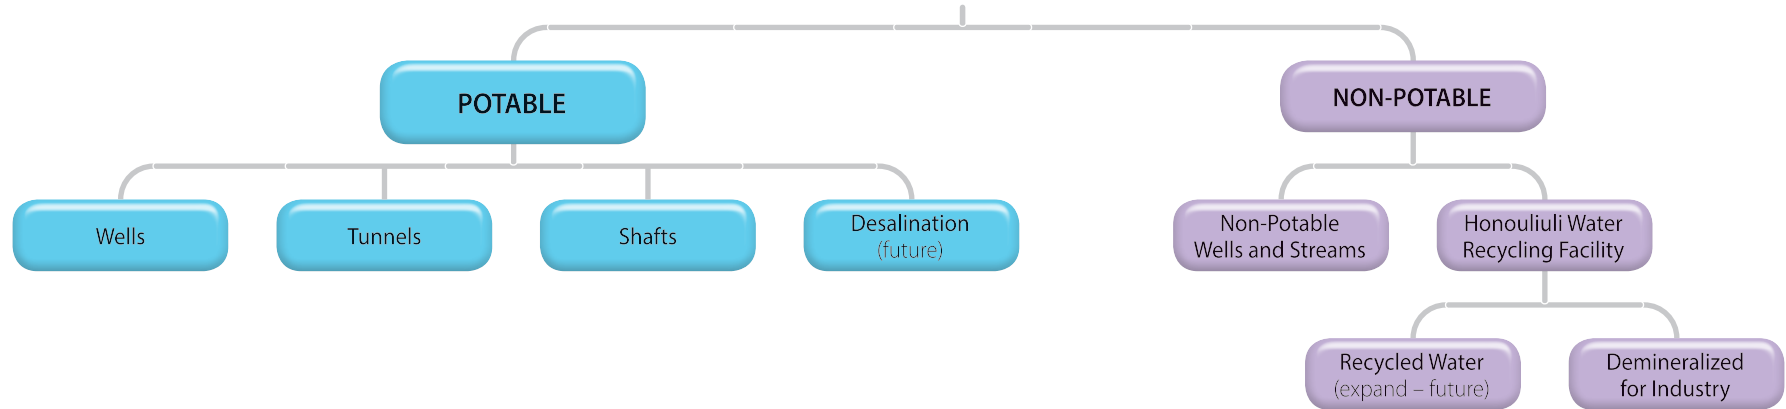 POTABLE
NON-POTABLE
Wells
Tunnels
Shafts
Desalination
(future)
Non-Potable
Wells and Streams
Honouliuli Water
Recycling Facility
Recycled Water
(expand – future)
Demineralized
for Industry